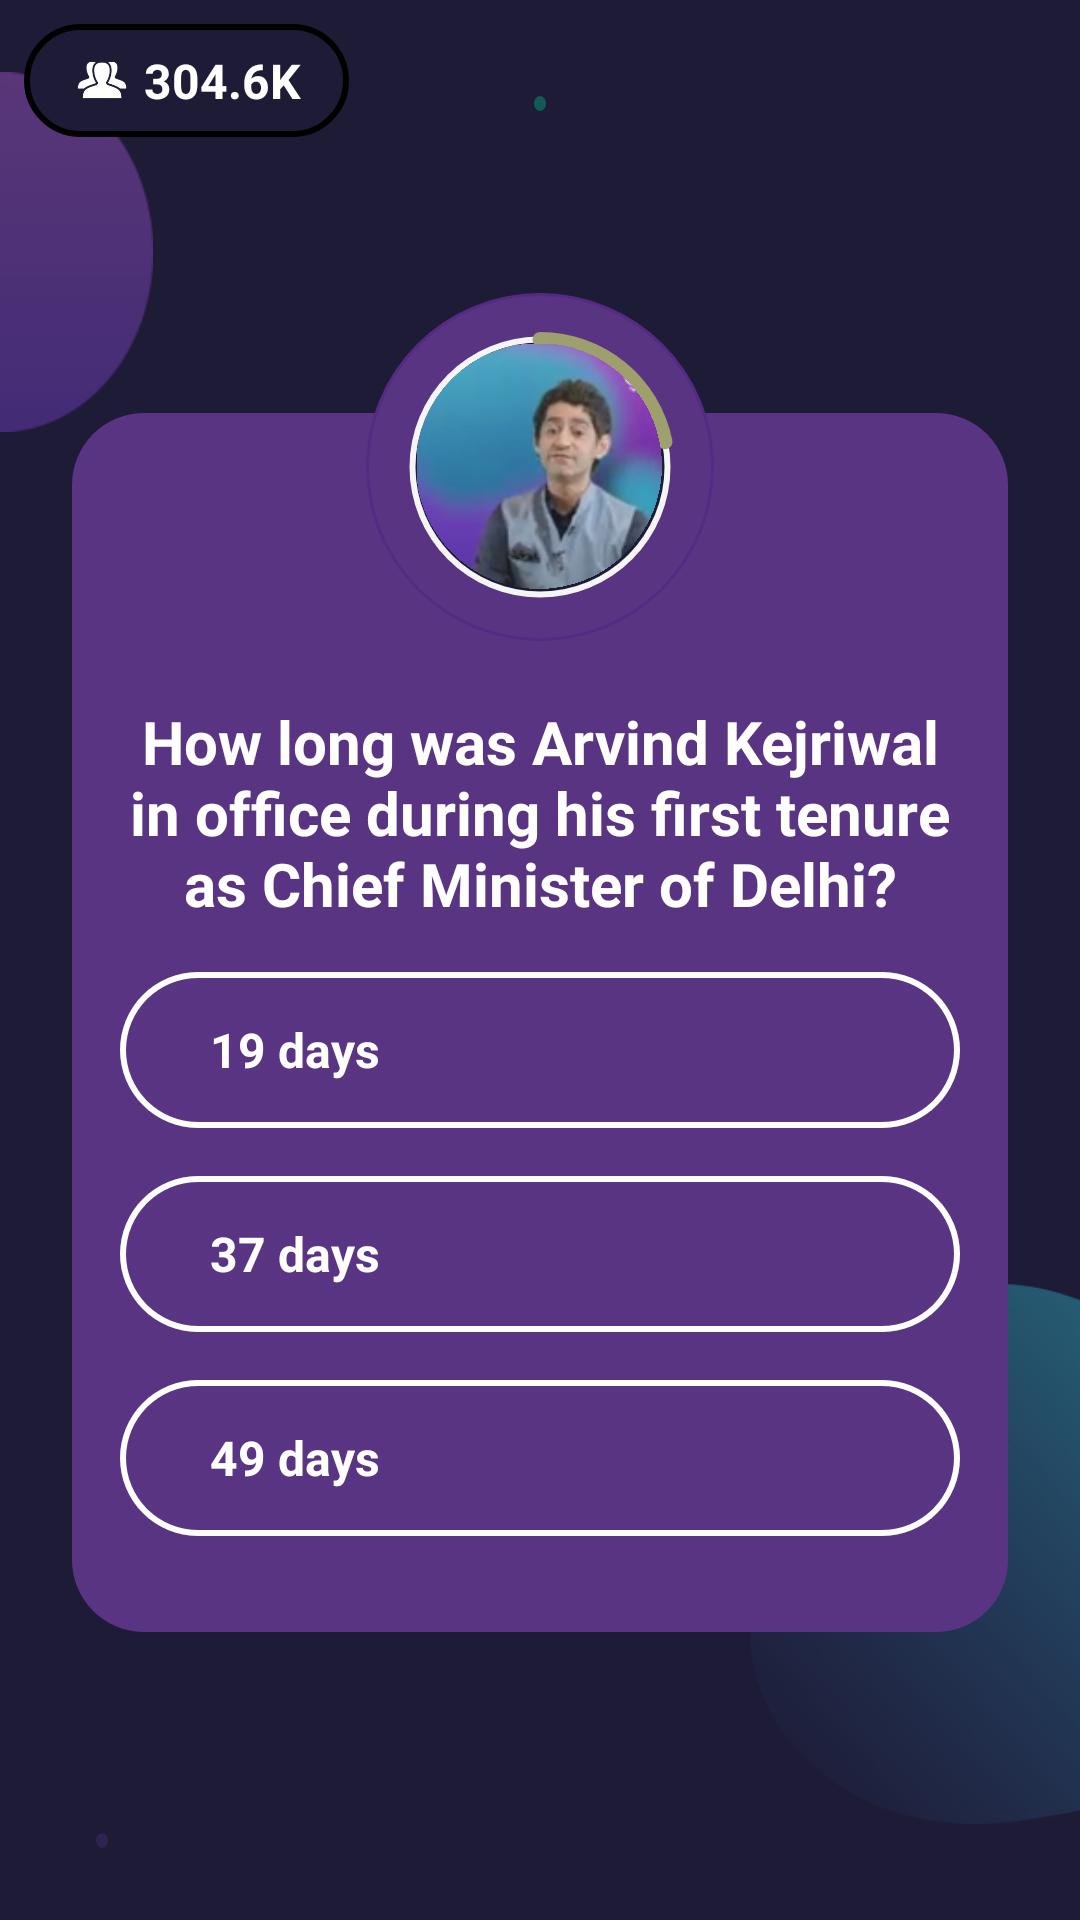 304.6K
How long was Arvind Kejriwal
in office during his first tenure
as Chief Minister of Delhi?
19 days
37 days
49 days